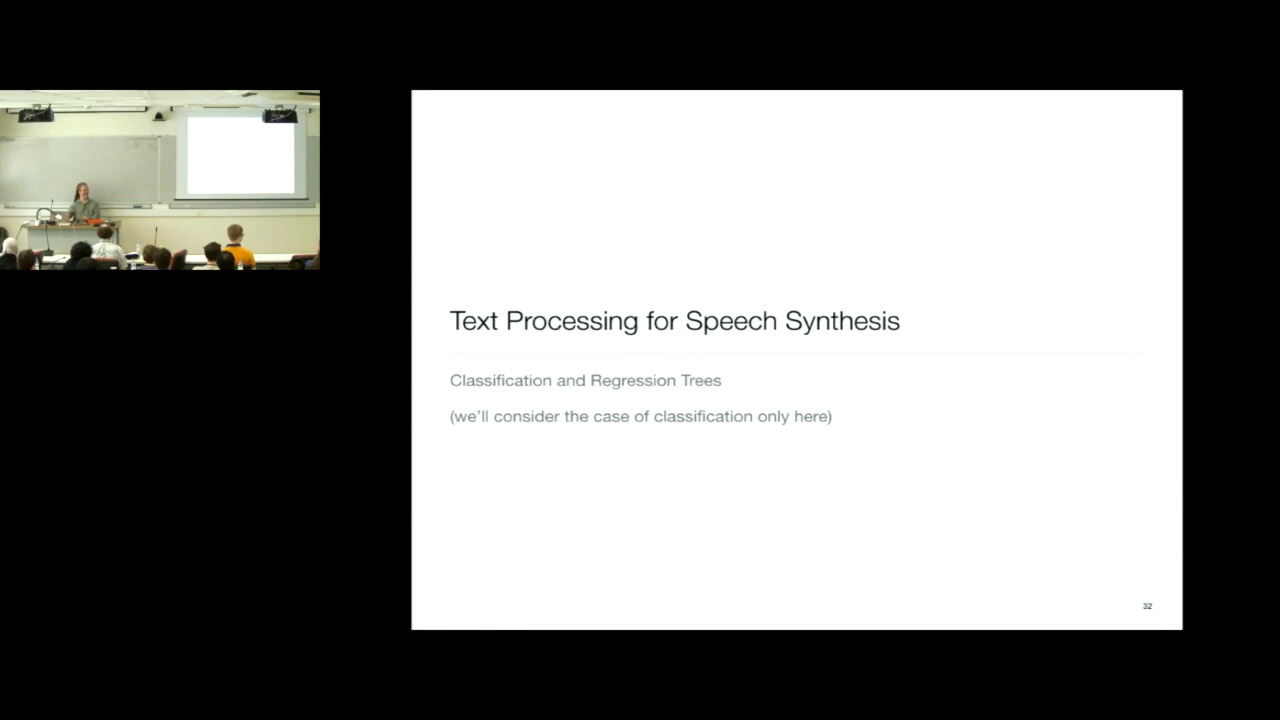 Text Processing for Speech Synthesis
Classification and Regression Trees
(we'll consider the case of classification only here)
32